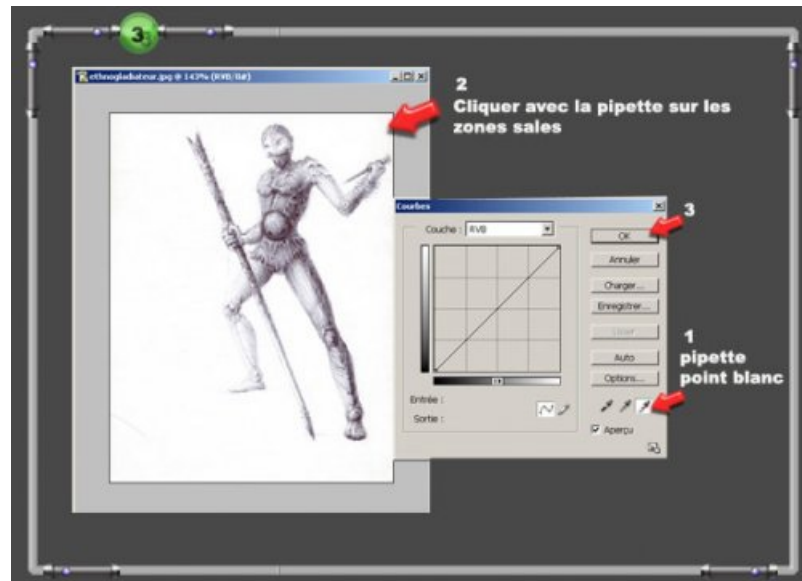 3
ethnogladiateur.jpg @ 143% (RVB/8#)
2
Cliquer avec la pipette sur les
zones sales
Courbes
Couche : RVB
3
OK
Annuler
Charger...
Enregistrer...
Lisser
Auto
Options...
1
pipette
point blanc
Entrée :
Sortie :
Aperçu